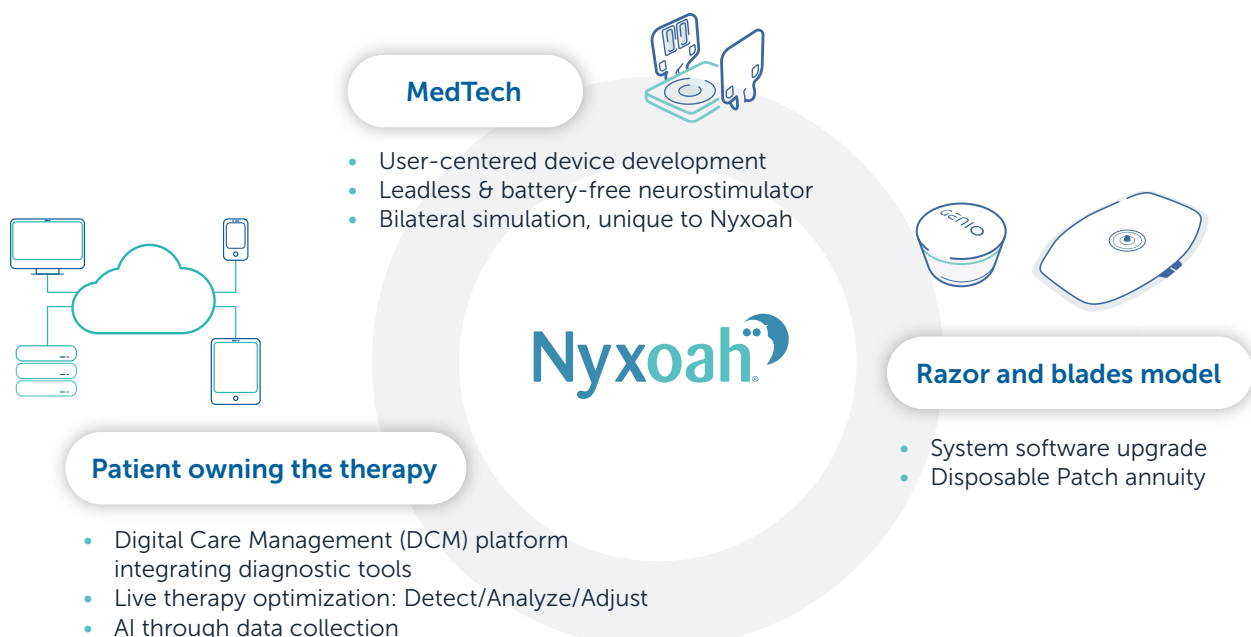 MedTech
• User-centered device development
• Leadless & battery-free neurostimulator
• Bilateral simulation, unique to Nyxoah
GENIO
Nyxoah®
Razor and blades model
• System software upgrade
• Disposable Patch annuity
Patient owning the therapy
• Digital Care Management (DCM) platform
integrating diagnostic tools
• Live therapy optimization: Detect/Analyze/Adjust
• AI through data collection